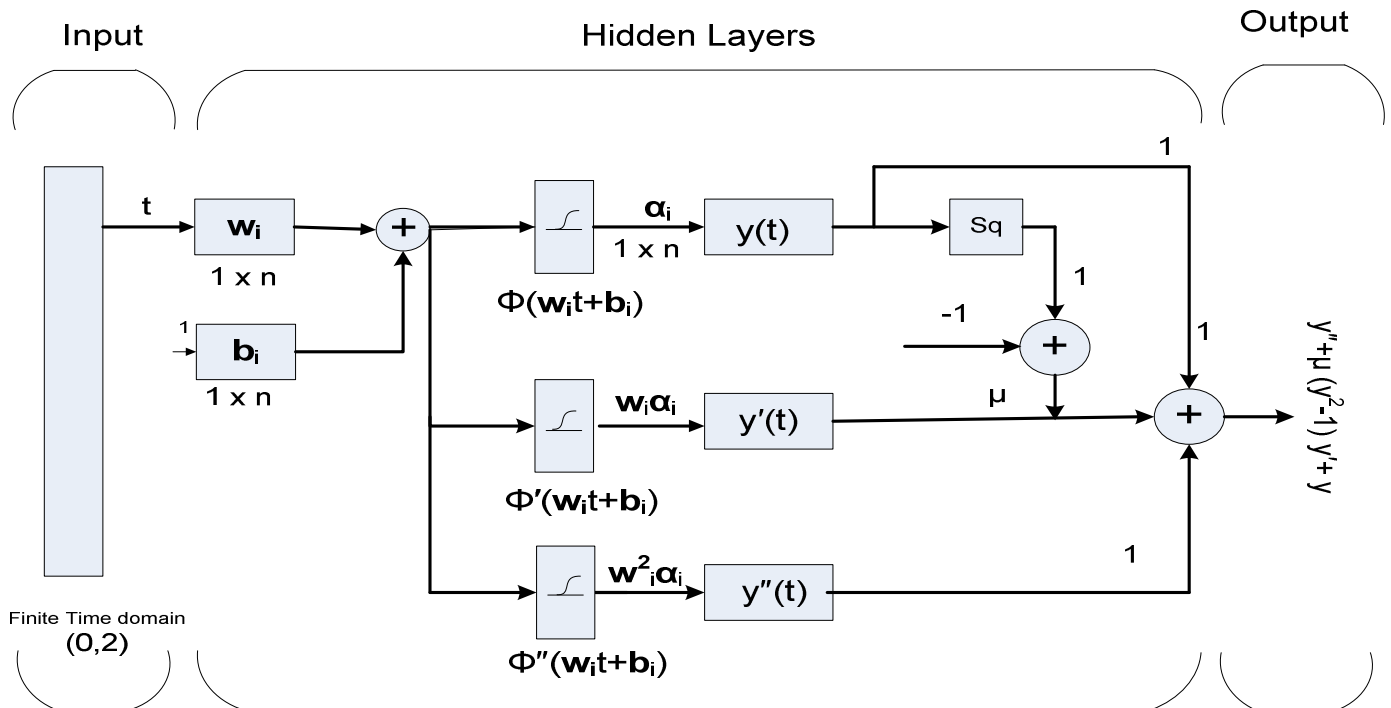 Input
Hidden Layers
Output
1
t
wᵢ
+
αᵢ
y(t)
Sq
1 x n
1 x n
1
Φ(wᵢt+bᵢ)
-1
1
bᵢ
+
1
1 x n
μ
wᵢαᵢ
y′(t)
+
y″+μ (y²-1) y′+y
Φ′(wᵢt+bᵢ)
w²ᵢαᵢ
1
y″(t)
Finite Time domain
(0,2)
Φ″(wᵢt+bᵢ)